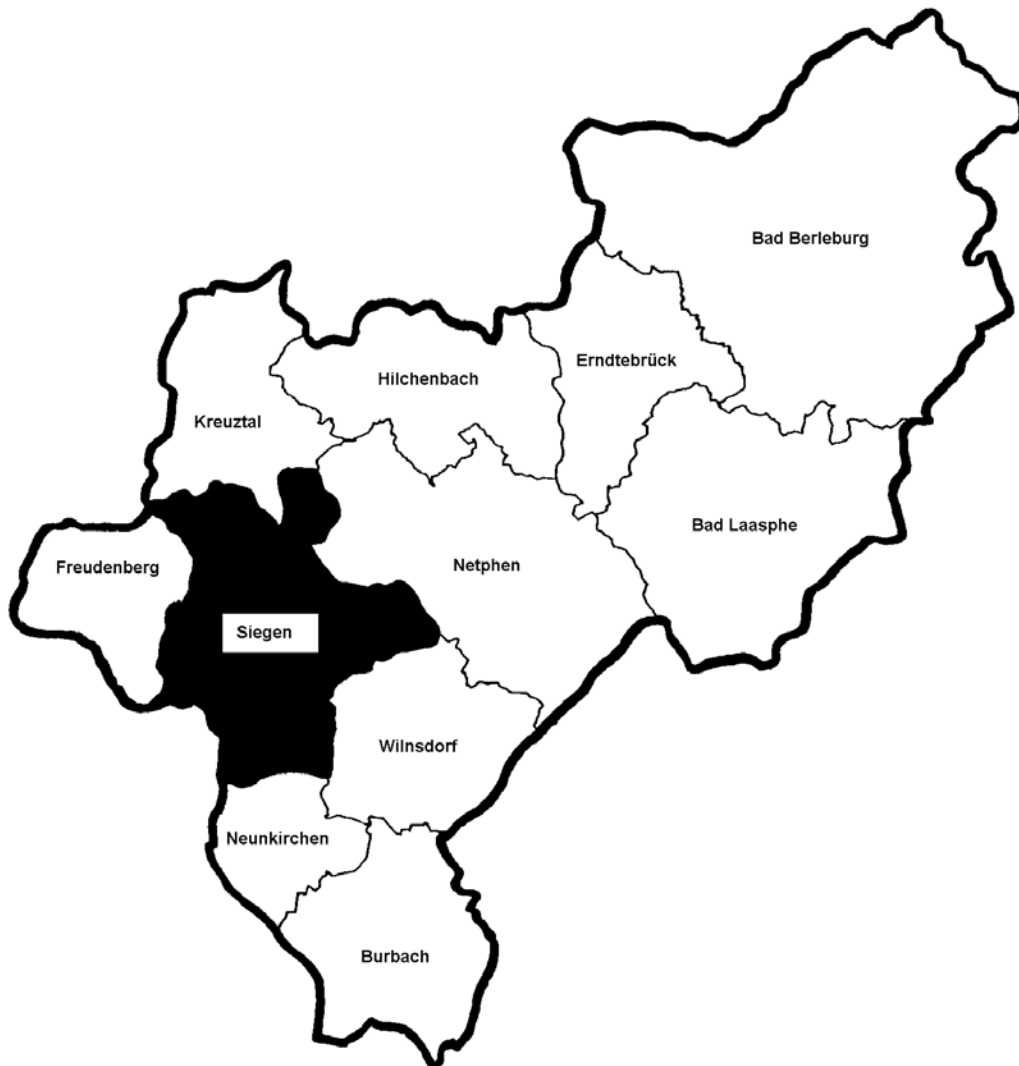 Bad Berleburg
Erndtebrück
Hilchenbach
Kreuztal
Bad Laasphe
Freudenberg
Netphen
Siegen
Wilnsdorf
Neunkirchen
Burbach